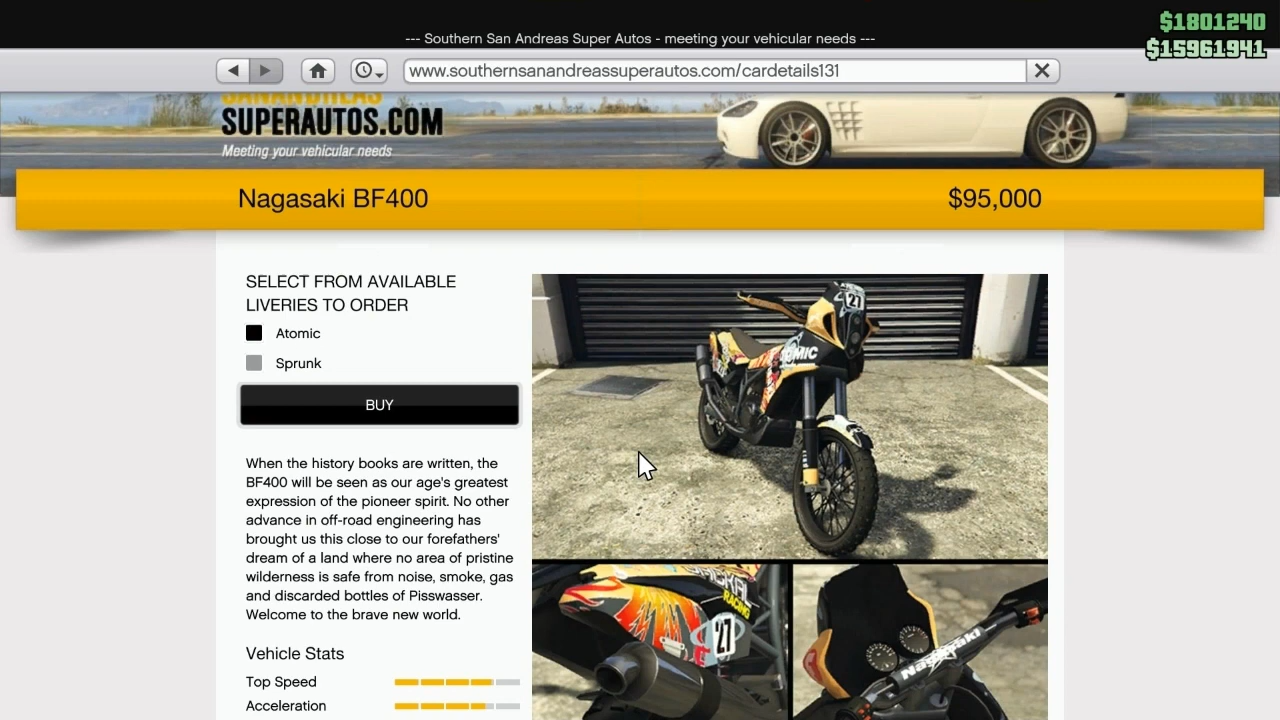 $1801240
--- Southern San Andreas Super Autos - meeting your vehicular needs ---
$15961941
www.southernsanandreassuperautos.com/cardetails131
SANANDREAS
SUPERAUTOS.COM
Meeting your vehicular needs
Nagasaki BF400
$95,000
SELECT FROM AVAILABLE
LIVERIES TO ORDER
Atomic
Sprunk
BUY
When the history books are written, the
BF400 will be seen as our age's greatest
expression of the pioneer spirit. No other
advance in off-road engineering has
brought us this close to our forefathers'
dream of a land where no area of pristine
wilderness is safe from noise, smoke, gas
and discarded bottles of Pisswasser.
Welcome to the brave new world.
Vehicle Stats
Top Speed
Acceleration
27
RACING
27
Nagasaki